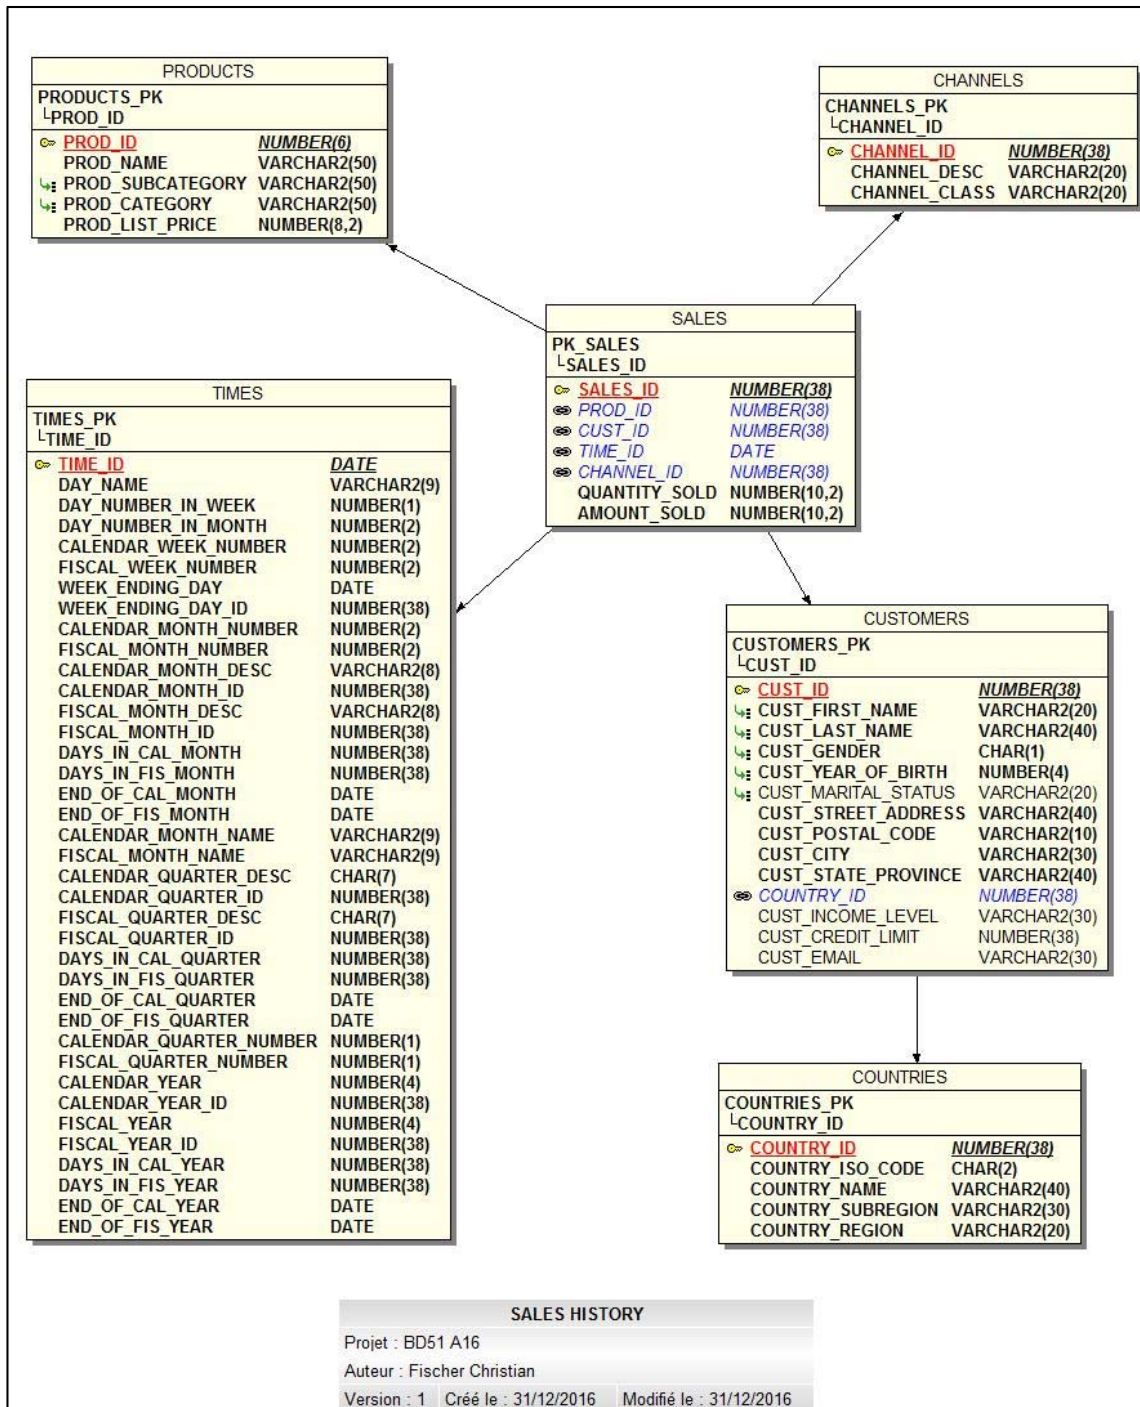 PRODUCTS
PRODUCTS_PK
PROD_ID
PROD_ID NUMBER(6)
PROD_NAME VARCHAR2(50)
PROD_SUBCATEGORY VARCHAR2(50)
PROD_CATEGORY VARCHAR2(50)
PROD_LIST_PRICE NUMBER(8,2)
CHANNELS
CHANNELS_PK
CHANNEL_ID
CHANNEL_ID NUMBER(38)
CHANNEL_DESC VARCHAR2(20)
CHANNEL_CLASS VARCHAR2(20)
SALES
PK_SALES
SALES_ID
SALES_ID NUMBER(38)
PROD_ID NUMBER(38)
CUST_ID NUMBER(38)
TIME_ID DATE
CHANNEL_ID NUMBER(38)
QUANTITY_SOLD NUMBER(10,2)
AMOUNT_SOLD NUMBER(10,2)
TIMES
TIMES_PK
TIME_ID
TIME_ID DATE
DAY_NAME VARCHAR2(9)
DAY_NUMBER_IN_WEEK NUMBER(1)
DAY_NUMBER_IN_MONTH NUMBER(2)
CALENDAR_WEEK_NUMBER NUMBER(2)
FISCAL_WEEK_NUMBER NUMBER(2)
WEEK_ENDING_DAY DATE
WEEK_ENDING_DAY_ID NUMBER(38)
CALENDAR_MONTH_NUMBER NUMBER(2)
FISCAL_MONTH_NUMBER NUMBER(2)
CALENDAR_MONTH_DESC VARCHAR2(8)
CALENDAR_MONTH_ID NUMBER(38)
FISCAL_MONTH_DESC VARCHAR2(8)
FISCAL_MONTH_ID NUMBER(38)
DAYS_IN_CAL_MONTH NUMBER(38)
DAYS_IN_FIS_MONTH NUMBER(38)
END_OF_CAL_MONTH DATE
END_OF_FIS_MONTH DATE
CALENDAR_MONTH_NAME VARCHAR2(9)
FISCAL_MONTH_NAME VARCHAR2(9)
CALENDAR_QUARTER_DESC CHAR(7)
CALENDAR_QUARTER_ID NUMBER(38)
FISCAL_QUARTER_DESC CHAR(7)
FISCAL_QUARTER_ID NUMBER(38)
DAYS_IN_CAL_QUARTER NUMBER(38)
DAYS_IN_FIS_QUARTER NUMBER(38)
END_OF_CAL_QUARTER DATE
END_OF_FIS_QUARTER DATE
CALENDAR_QUARTER_NUMBER NUMBER(1)
FISCAL_QUARTER_NUMBER NUMBER(1)
CALENDAR_YEAR NUMBER(4)
CALENDAR_YEAR_ID NUMBER(38)
FISCAL_YEAR NUMBER(4)
FISCAL_YEAR_ID NUMBER(38)
DAYS_IN_CAL_YEAR NUMBER(38)
DAYS_IN_FIS_YEAR NUMBER(38)
END_OF_CAL_YEAR DATE
END_OF_FIS_YEAR DATE
CUSTOMERS
CUSTOMERS_PK
CUST_ID
CUST_ID NUMBER(38)
CUST_FIRST_NAME VARCHAR2(20)
CUST_LAST_NAME VARCHAR2(40)
CUST_GENDER CHAR(1)
CUST_YEAR_OF_BIRTH NUMBER(4)
CUST_MARITAL_STATUS VARCHAR2(20)
CUST_STREET_ADDRESS VARCHAR2(40)
CUST_POSTAL_CODE VARCHAR2(10)
CUST_CITY VARCHAR2(30)
CUST_STATE_PROVINCE VARCHAR2(40)
COUNTRY_ID NUMBER(38)
CUST_INCOME_LEVEL VARCHAR2(30)
CUST_CREDIT_LIMIT NUMBER(38)
CUST_EMAIL VARCHAR2(30)
COUNTRIES
COUNTRIES_PK
COUNTRY_ID
COUNTRY_ID NUMBER(38)
COUNTRY_ISO_CODE CHAR(2)
COUNTRY_NAME VARCHAR2(40)
COUNTRY_SUBREGION VARCHAR2(30)
COUNTRY_REGION VARCHAR2(20)
SALES HISTORY
Projet : BD51 A16
Auteur : Fischer Christian
Version : 1 Créé le : 31/12/2016 Modifié le : 31/12/2016